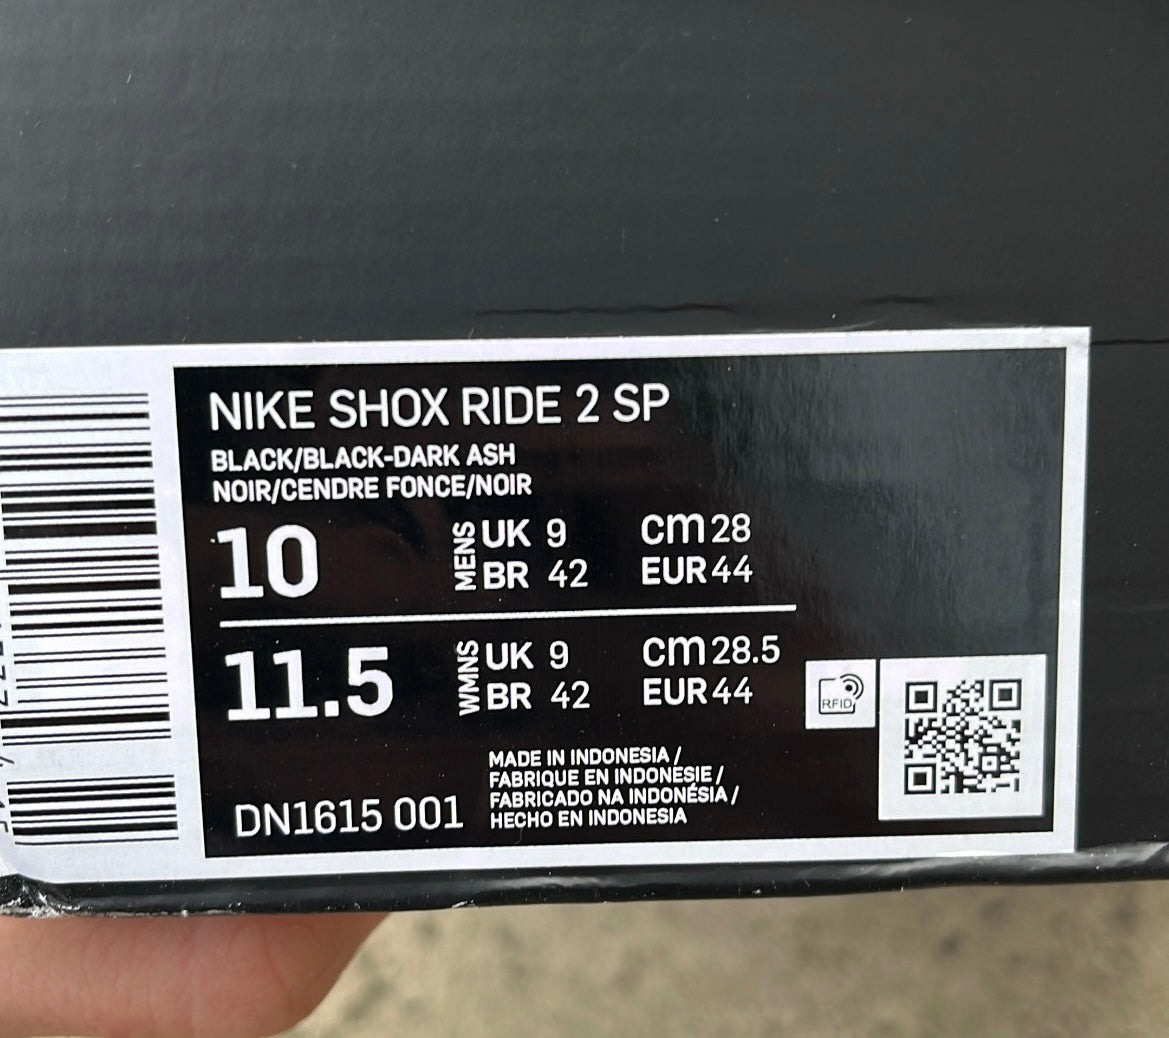 NIKE SHOX RIDE 2 SP
BLACK/BLACK-DARK ASH
NOIR/CENDRE FONCE/NOIR
10 MENS UK 9 cm 28
BR 42 EUR 44
11.5 WMNS UK 9 cm 28.5
BR 42 EUR 44
RFID
MADE IN INDONESIA /
FABRIQUE EN INDONESIE /
FABRICADO NA INDONÉSIA /
HECHO EN INDONESIA
DN1615 001